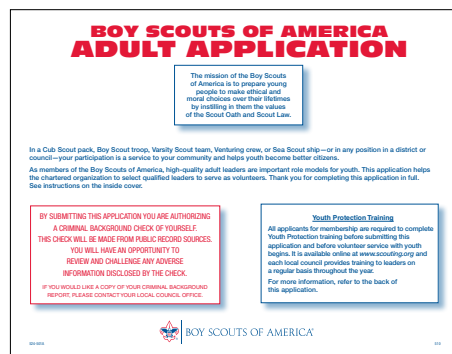 BOY SCOUTS OF AMERICA
ADULT APPLICATION
The mission of the Boy Scouts
of America is to prepare young
people to make ethical and
moral choices over their lifetimes
by instilling in them the values
of the Scout Oath and Scout Law.
In a Cub Scout pack, Boy Scout troop, Varsity Scout team, Venturing crew, or Sea Scout ship—or in any position in a district or
council—your participation is a service to your community and helps youth become better citizens.
As members of the Boy Scouts of America, high-quality adult leaders are important role models for youth. This application helps
the chartered organization to select qualified leaders to serve as volunteers. Thank you for completing this application in full.
See instructions on the inside cover.
BY SUBMITTING THIS APPLICATION YOU ARE AUTHORIZING
A CRIMINAL BACKGROUND CHECK OF YOURSELF.
THIS CHECK WILL BE MADE FROM PUBLIC RECORD SOURCES.
YOU WILL HAVE AN OPPORTUNITY TO
REVIEW AND CHALLENGE ANY ADVERSE
INFORMATION DISCLOSED BY THE CHECK.
IF YOU WOULD LIKE A COPY OF YOUR CRIMINAL BACKGROUND
REPORT, PLEASE CONTACT YOUR LOCAL COUNCIL OFFICE.
Youth Protection Training
All applicants for membership are required to complete
Youth Protection training before submitting this
application and before volunteer service with youth
begins. It is available online at www.scouting.org and
each local council provides training to leaders on
a regular basis throughout the year.
For more information, refer to the back of
this application.
BOY SCOUTS OF AMERICA®